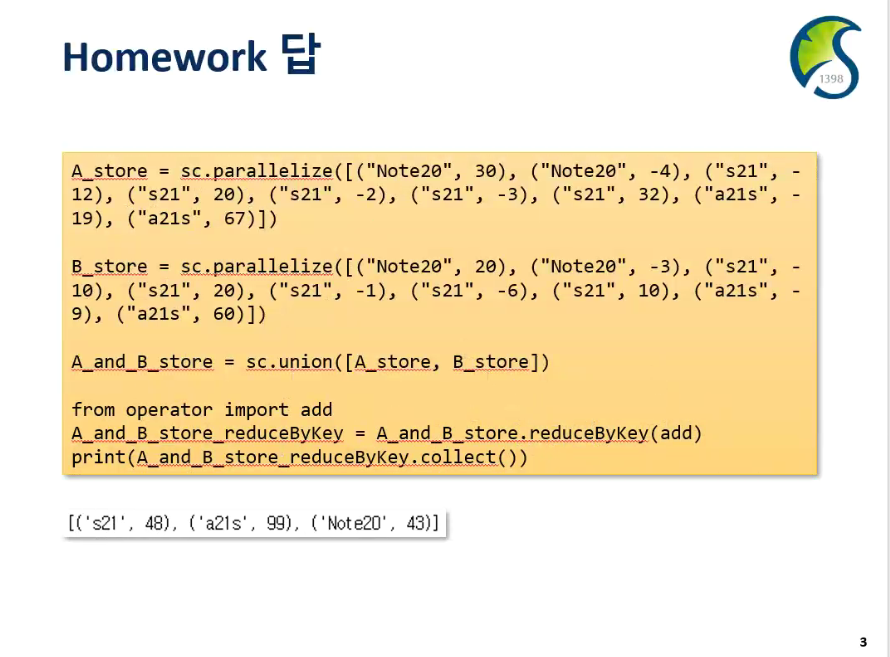 Homework 답
1398
A_store = sc.parallelize([("Note20", 30), ("Note20", -4), ("s21", -
12), ("s21", 20), ("s21", -2), ("s21", -3), ("s21", 32), ("a21s", -
19), ("a21s", 67)])
B_store = sc.parallelize([("Note20", 20), ("Note20", -3), ("s21", -
10), ("s21", 20), ("s21", -1), ("s21", -6), ("s21", 10), ("a21s", -
9), ("a21s", 60)])
A_and_B_store = sc.union([A_store, B_store])
from operator import add
A_and_B_store_reduceByKey = A_and_B_store.reduceByKey(add)
print(A_and_B_store_reduceByKey.collect())
[('s21', 48), ('a21s', 99), ('Note20', 43)]
3